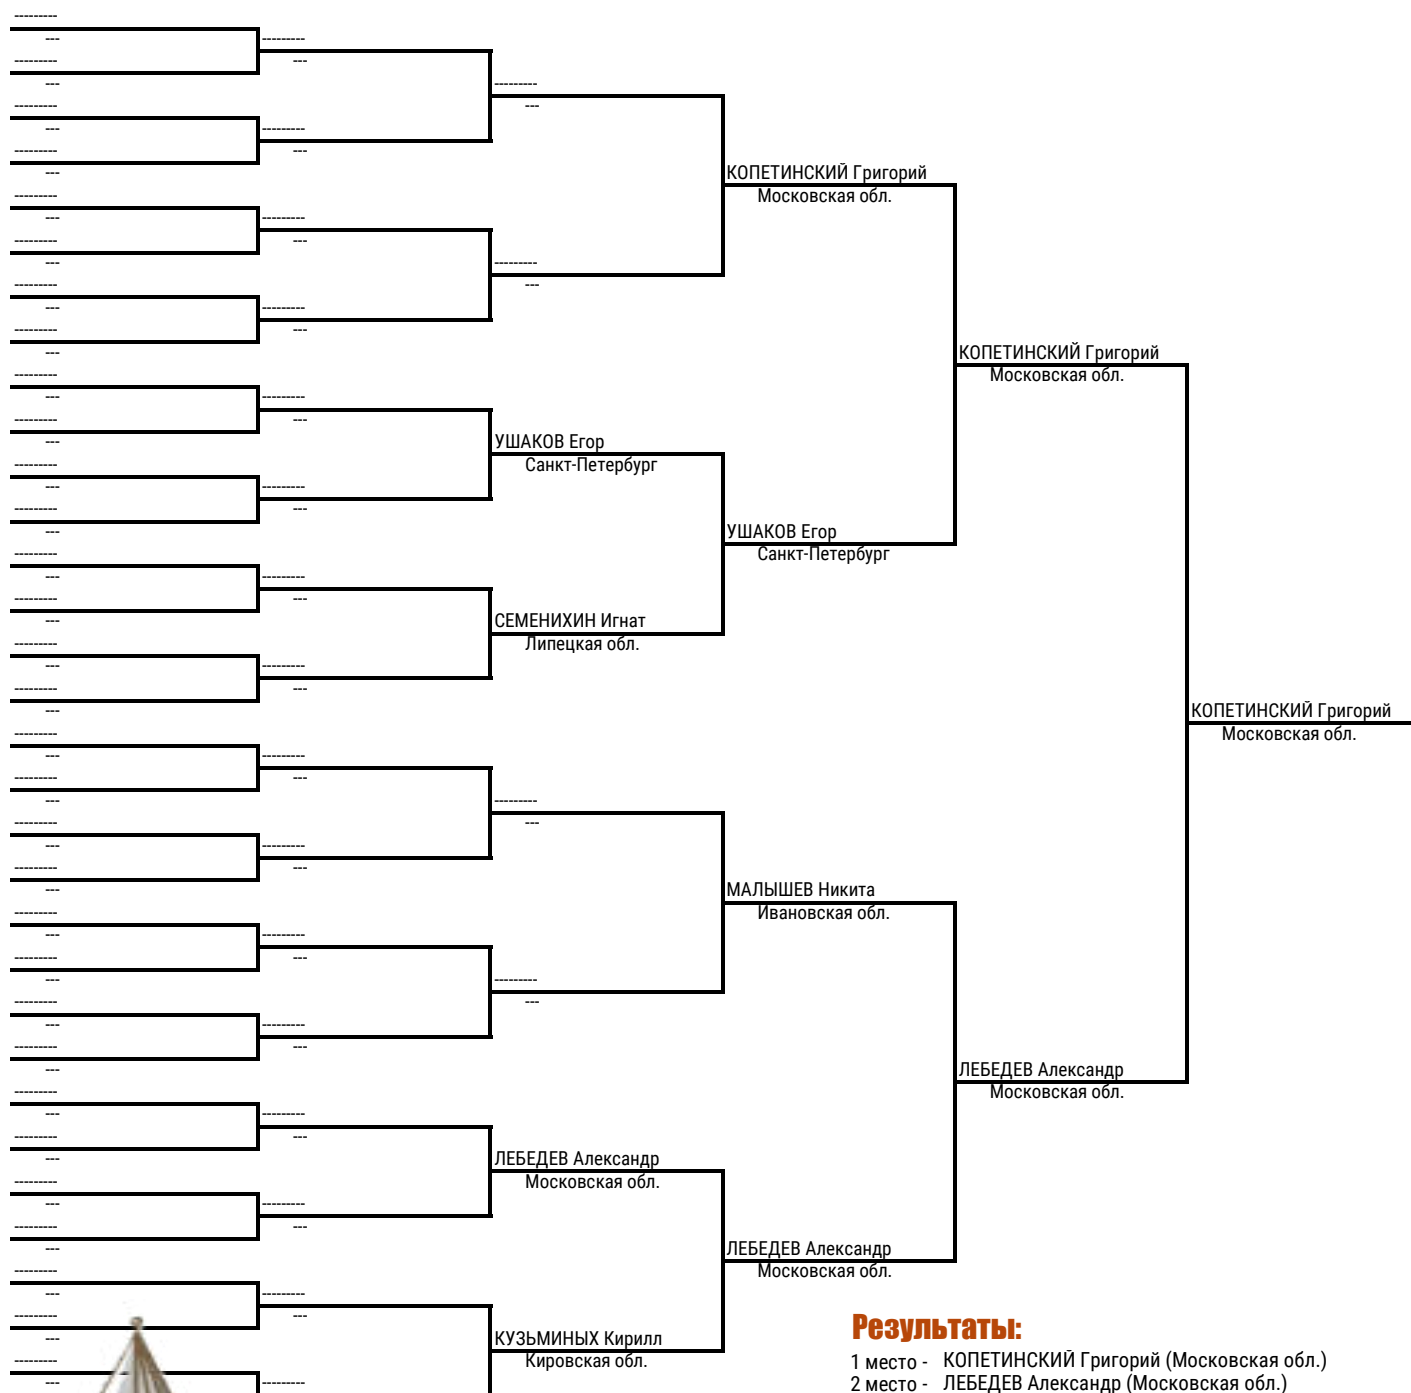 КОПЕТИНСКИЙ Григорий
Московская обл.
КОПЕТИНСКИЙ Григорий
Московская обл.
УШАКОВ Егор
Санкт-Петербург
УШАКОВ Егор
Санкт-Петербург
СЕМЕНИХИН Игнат
Липецкая обл.
КОПЕТИНСКИЙ Григорий
Московская обл.
МАЛЫШЕВ Никита
Ивановская обл.
ЛЕБЕДЕВ Александр
Московская обл.
ЛЕБЕДЕВ Александр
Московская обл.
ЛЕБЕДЕВ Александр
Московская обл.
КУЗЬМИНЫХ Кирилл
Кировская обл.
Результаты:
1 место - КОПЕТИНСКИЙ Григорий (Московская обл.)
2 место - ЛЕБЕДЕВ Александр (Московская обл.)